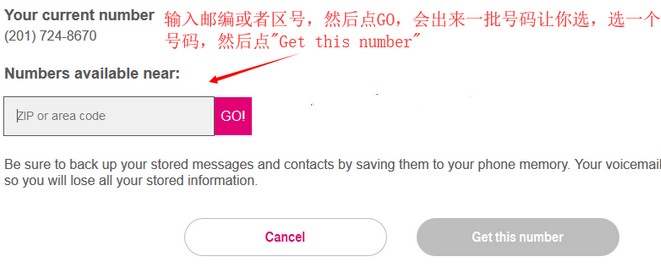 Your current number
(201) 724-8670
输入邮编或者区号，然后点GO，会出来一批号码让你选，选一个
号码，然后点"Get this number"
Numbers available near:
ZIP or area code
GO!
Be sure to back up your stored messages and contacts by saving them to your phone memory. Your voicemail
so you will lose all your stored information.
Cancel
Get this number